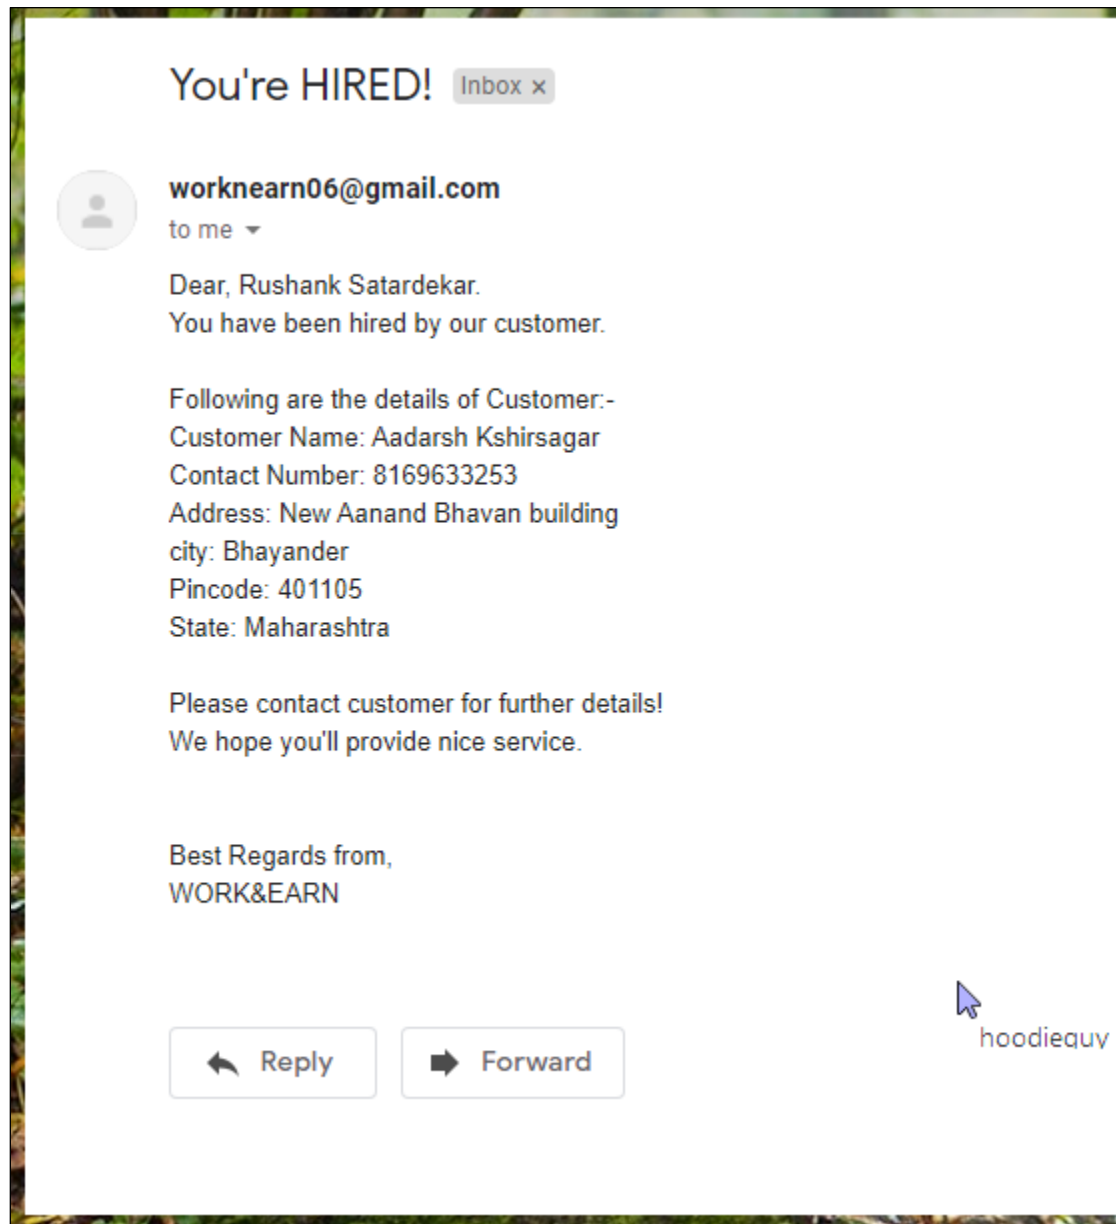 You're HIRED! Inbox x
worknearn06@gmail.com
to me
Dear, Rushank Satardekar.
You have been hired by our customer.
Following are the details of Customer:-
Customer Name: Aadarsh Kshirsagar
Contact Number: 8169633253
Address: New Aanand Bhavan building
city: Bhayander
Pincode: 401105
State: Maharashtra
Please contact customer for further details!
We hope you'll provide nice service.
Best Regards from,
WORK&EARN
hoodieguy
Reply Forward